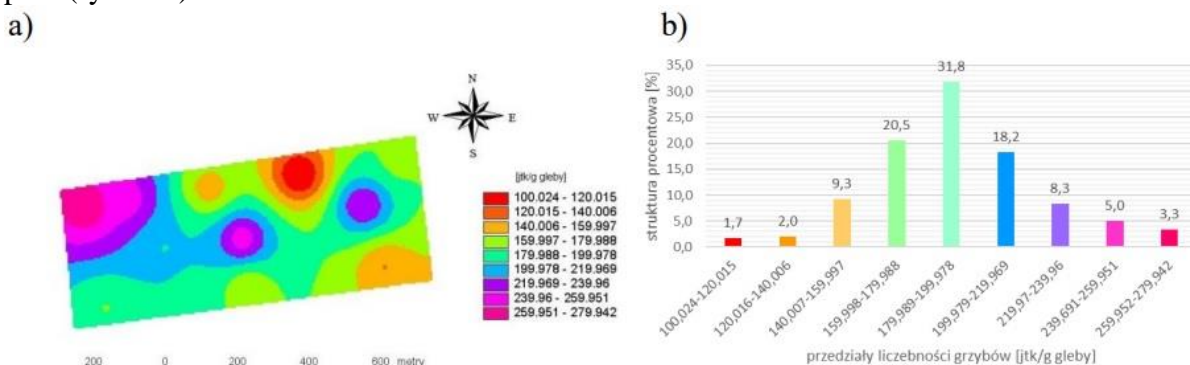 a)
N
W E
S
[jtk/g gleby]
100.024 - 120.015
120.015 - 140.006
140.006 - 159.997
159.997 - 179.988
179.988 - 199.978
199.978 - 219.969
219.969 - 239.96
239.96 - 259.951
259.951 - 279.942
200 0 200 400 600 metry
b)
struktura procentowa [%]
35,0
30,0
25,0
20,0
15,0
10,0
5,0
0,0
1,7
2,0
9,3
20,5
31,8
18,2
8,3
5,0
3,3
100,024-120,015
120,016-140,006
140,007-159,997
159,998-179,988
179,989-199,978
199,979-219,969
219,97-239,96
239,691-259,951
259,952-279,942
przedziały liczebności grzybów [jtk/g gleby]